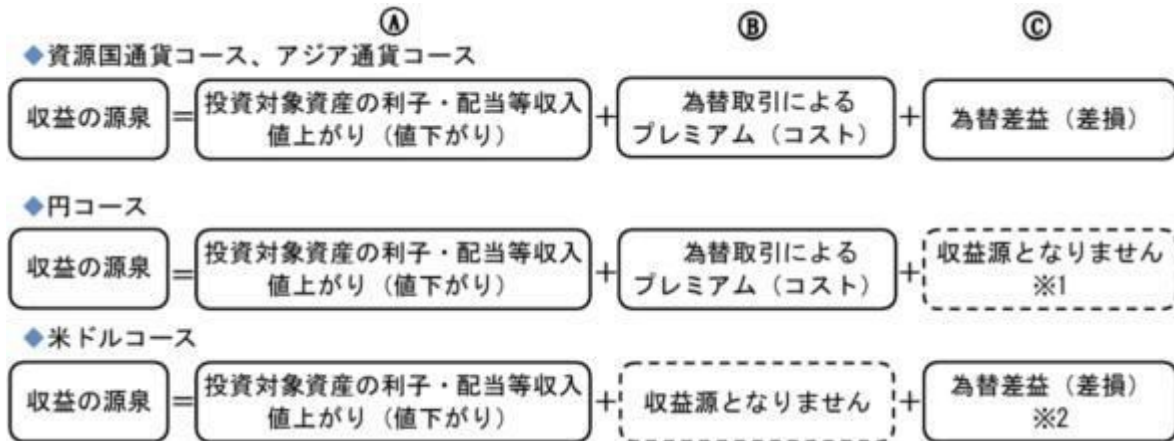 Ⓐ Ⓑ Ⓒ
◆資源国通貨コース、アジア通貨コース
収益の源泉 = 投資対象資産の利子・配当等収入 + 為替取引による + 為替差益（差損）
値上がり（値下がり） プレミアム（コスト）
◆円コース
収益の源泉 = 投資対象資産の利子・配当等収入 + 為替取引による + 収益源となりません
値上がり（値下がり） プレミアム（コスト） ※1
◆米ドルコース
収益の源泉 = 投資対象資産の利子・配当等収入 + 収益源となりません + 為替差益（差損）
値上がり（値下がり） ※2